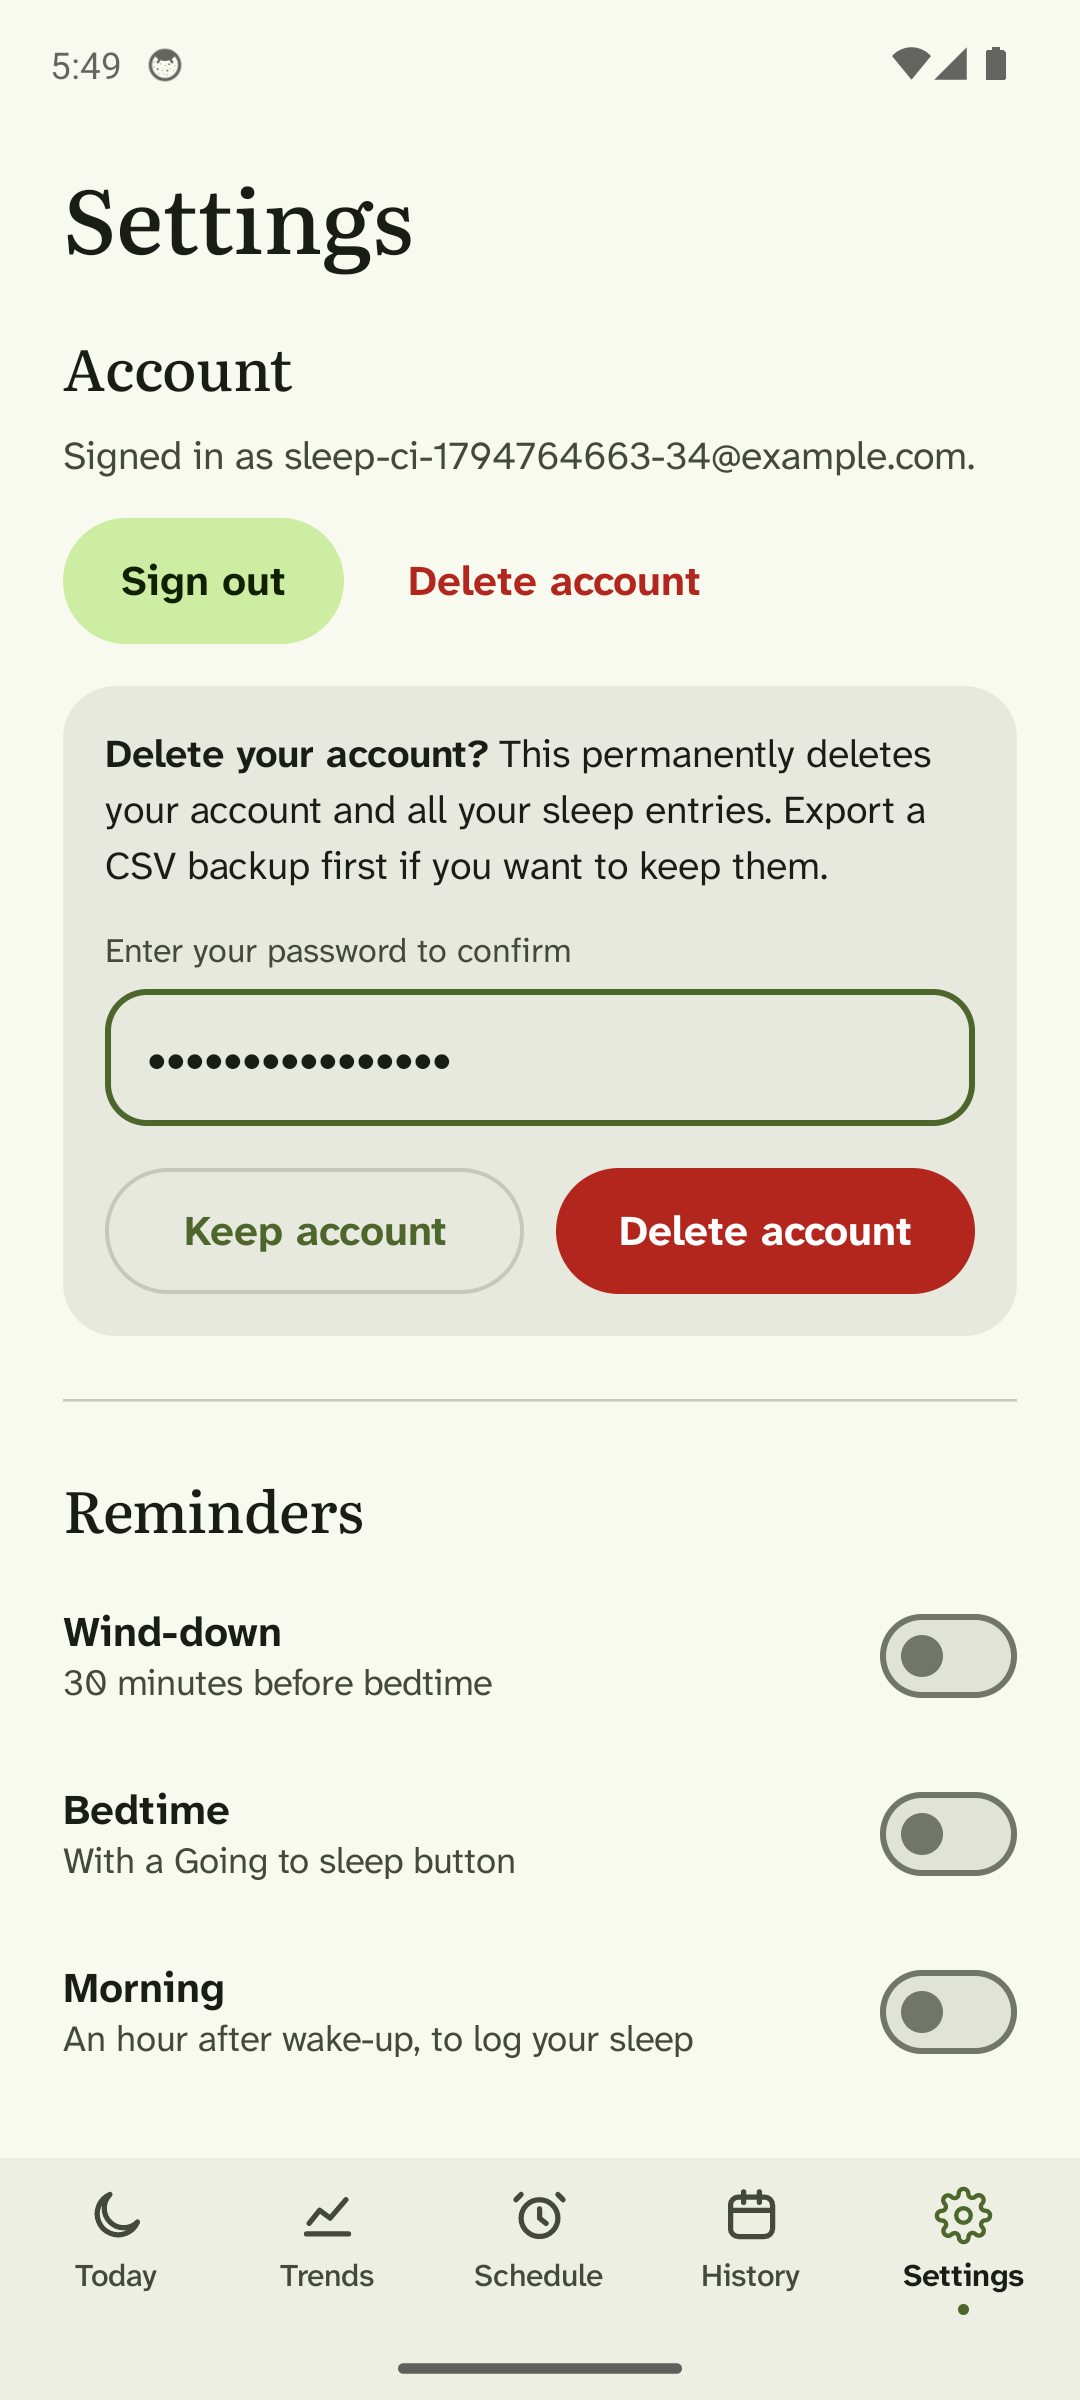 5:49
Settings
Account
Signed in as sleep-ci-1794764663-34@example.com.
Sign out
Delete account
Delete your account? This permanently deletes
your account and all your sleep entries. Export a
CSV backup first if you want to keep them.
Enter your password to confirm
••••••••••••••••
Keep account
Delete account
Reminders
Wind-down
30 minutes before bedtime
Bedtime
With a Going to sleep button
Morning
An hour after wake-up, to log your sleep
Today
Trends
Schedule
History
Settings